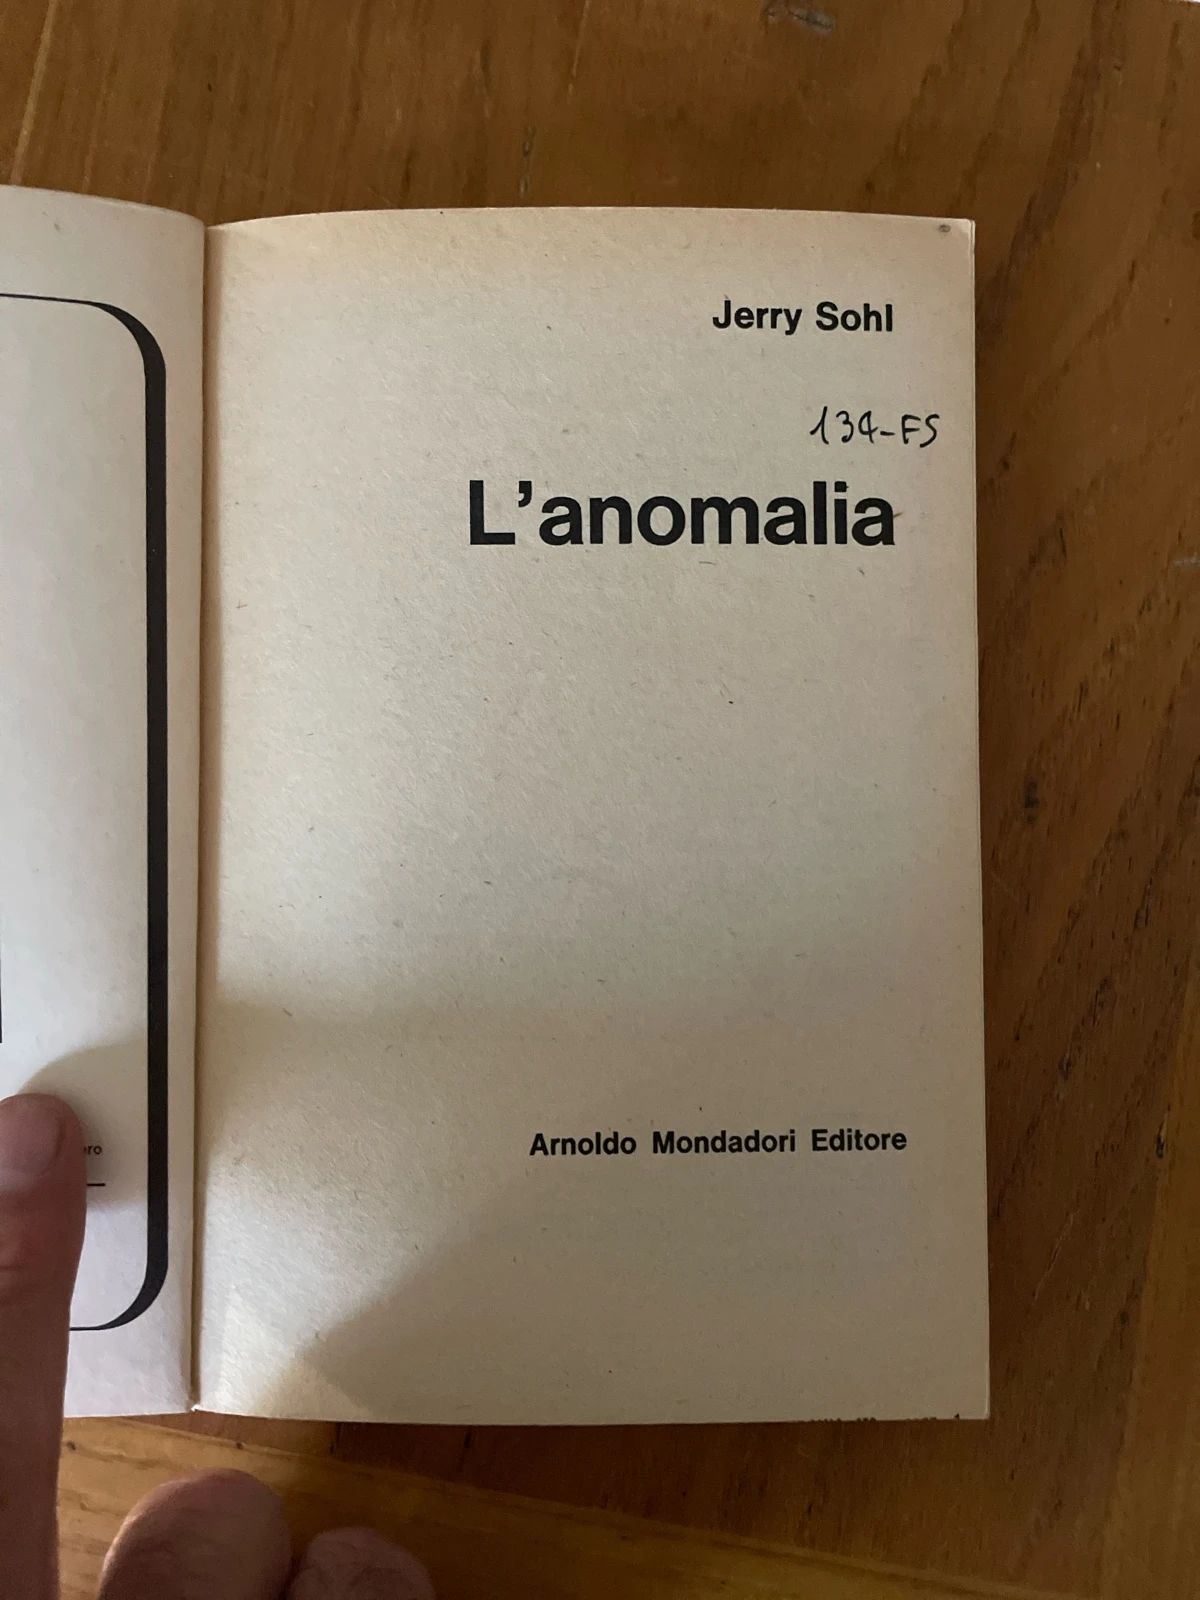 Jerry Sohl
134-FS
L'anomalia
Arnoldo Mondadori Editore